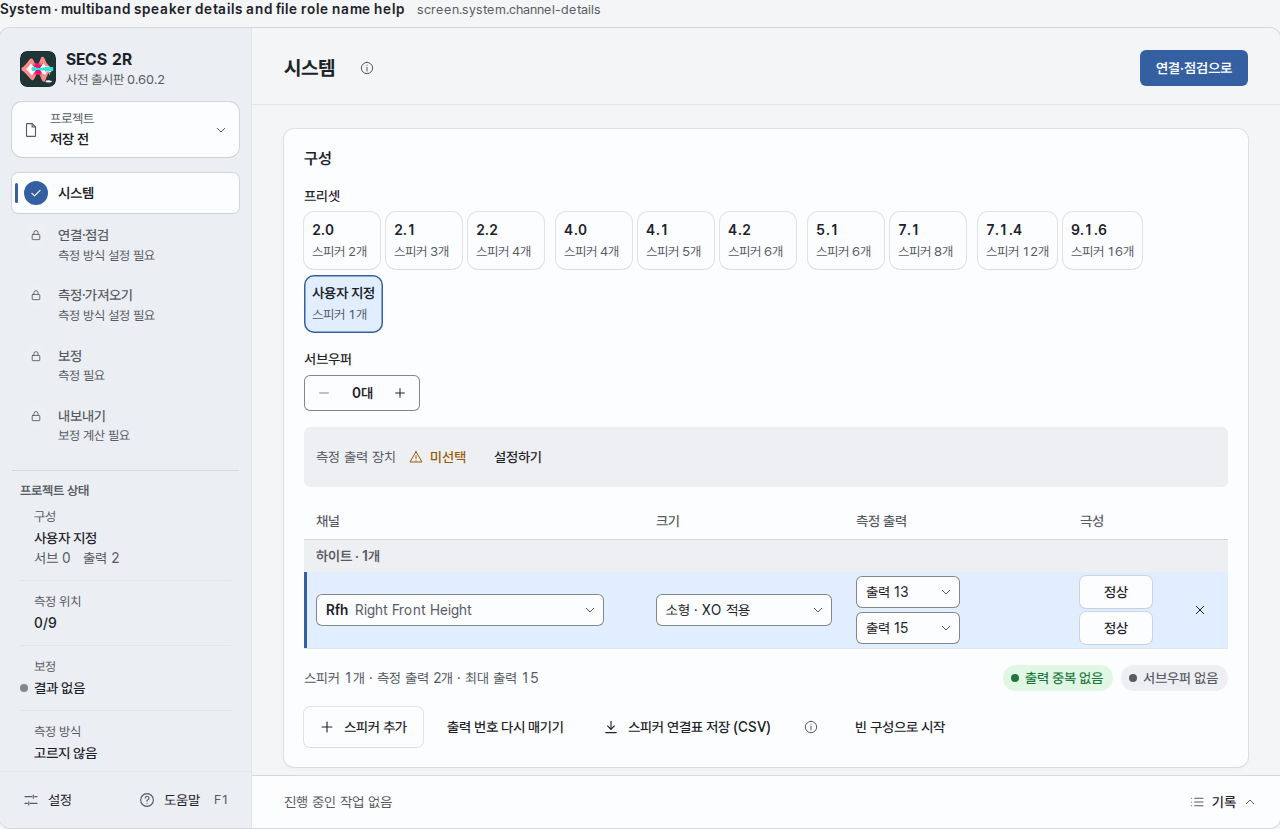 System · multiband speaker details and file role name help screen.system.channel-details
SECS 2R
사전 출시판 0.60.2
프로젝트
저장 전
시스템
연결·점검
측정 방식 설정 필요
측정·가져오기
측정 방식 설정 필요
보정
측정 필요
내보내기
보정 계산 필요
프로젝트 상태
구성
사용자 지정
서브 0 출력 2
측정 위치
0/9
보정
결과 없음
측정 방식
고르지 않음
설정
도움말 F1
시스템
연결·점검으로
구성
프리셋
2.0
스피커 2개
2.1
스피커 3개
2.2
스피커 4개
4.0
스피커 4개
4.1
스피커 5개
4.2
스피커 6개
5.1
스피커 6개
7.1
스피커 8개
7.1.4
스피커 12개
9.1.6
스피커 16개
사용자 지정
스피커 1개
서브우퍼
0대
측정 출력 장치 미선택 설정하기
채널 크기 측정 출력 극성
하이트 · 1개
Rfh Right Front Height
소형 · XO 적용
출력 13
정상
출력 15
정상
스피커 1개 · 측정 출력 2개 · 최대 출력 15
출력 중복 없음
서브우퍼 없음
스피커 추가
출력 번호 다시 매기기
스피커 연결표 저장 (CSV)
빈 구성으로 시작
진행 중인 작업 없음
기록